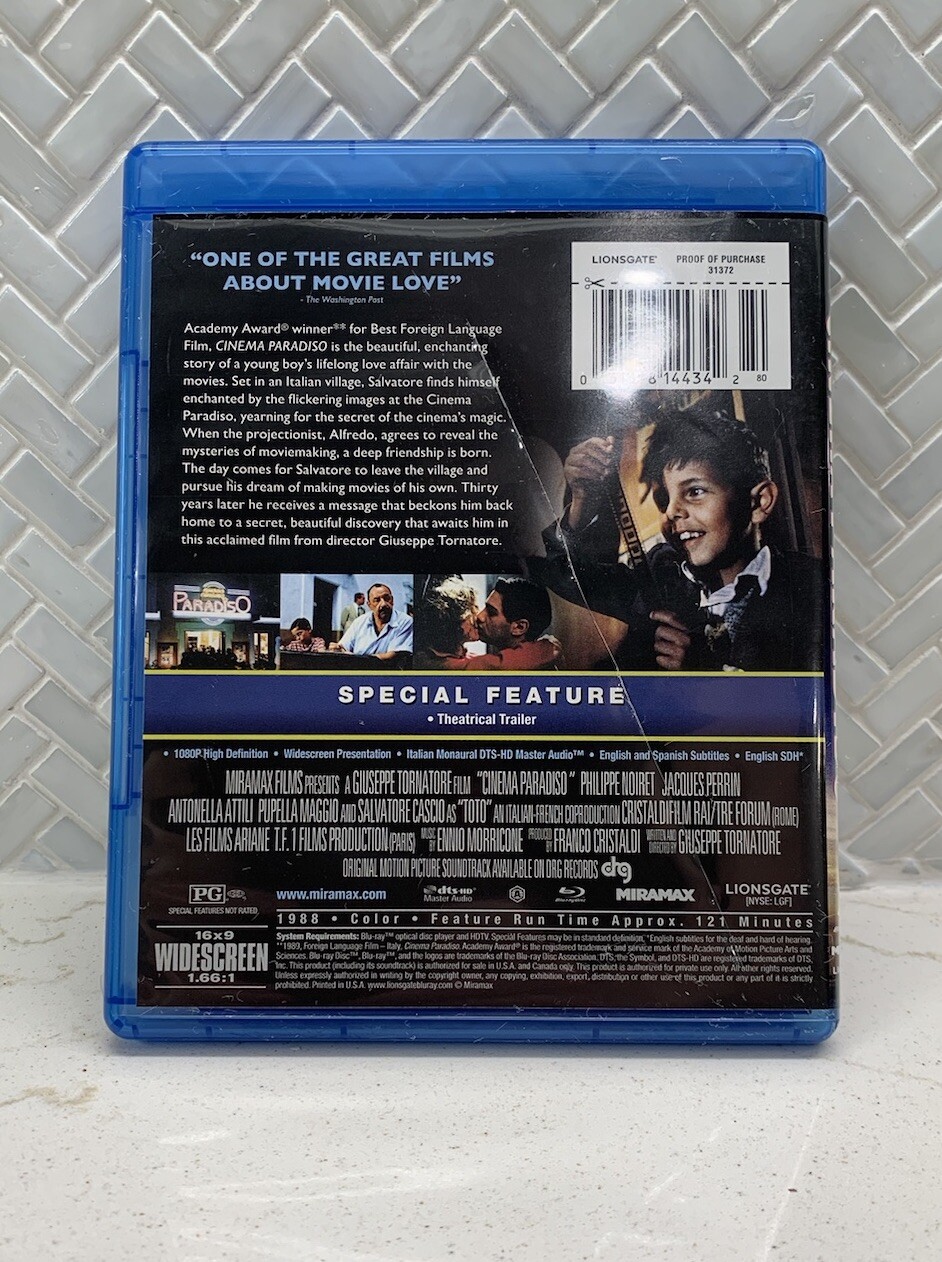 “ONE OF THE GREAT FILMS
ABOUT MOVIE LOVE”
- The Washington Post
LIONSGATE® PROOF OF PURCHASE
31372
0 14434 2 80
Academy Award® winner** for Best Foreign Language
Film, CINEMA PARADISO is the beautiful, enchanting
story of a young boy’s lifelong love affair with the
movies. Set in an Italian village, Salvatore finds himself
enchanted by the flickering images at the Cinema
Paradiso, yearning for the secret of the cinema’s magic.
When the projectionist, Alfredo, agrees to reveal the
mysteries of moviemaking, a deep friendship is born.
The day comes for Salvatore to leave the village and
pursue his dream of making movies of his own. Thirty
years later he receives a message that beckons him back
home to a secret, beautiful discovery that awaits him in
this acclaimed film from director Giuseppe Tornatore.
PARADISO
SPECIAL FEATURE
• Theatrical Trailer
• 1080P High Definition • Widescreen Presentation • Italian Monaural DTS-HD Master Audio™ • English and Spanish Subtitles • English SDH*
MIRAMAX FILMS PRESENTS A GIUSEPPE TORNATORE FILM “CINEMA PARADISO” PHILIPPE NOIRET JACQUES PERRIN
ANTONELLA ATTILI PUPELLA MAGGIO AND SALVATORE CASCIO AS “TOTO” AN ITALIAN-FRENCH COPRODUCTION CRISTALDIFILM RAI/TRE FORUM (ROME)
LES FILMS ARIANE T.F. 1 FILMS PRODUCTION (PARIS) MUSIC BY ENNIO MORRICONE PRODUCED BY FRANCO CRISTALDI WRITTEN AND DIRECTED BY GIUSEPPE TORNATORE
ORIGINAL MOTION PICTURE SOUNDTRACK AVAILABLE ON DRG RECORDS drg
PG
SPECIAL FEATURES NOT RATED
www.miramax.com
dts-HD
Master Audio
Blu-ray Disc
MIRAMAX
LIONSGATE®
[NYSE: LGF]
1988 • Color • Feature Run Time Approx. 121 Minutes
16x9
WIDESCREEN
1.66:1
System Requirements: Blu-ray™ optical disc player and HDTV. Special Features may be in standard definition. *English subtitles for the deaf and hard of hearing.
**1989, Foreign Language Film – Italy, Cinema Paradiso. Academy Award® is the registered trademark and service mark of the Academy of Motion Picture Arts and
Sciences. Blu-ray Disc™, Blu-ray™, and the logos are trademarks of the Blu-ray Disc Association. DTS, the Symbol, and DTS-HD are registered trademarks of DTS,
Inc. This product (including its soundtrack) is authorized for sale in U.S.A. and Canada only. This product is authorized for private use only. All other rights reserved.
Unless expressly authorized in writing by the copyright owner, any copying, exhibition, export, distribution or other use of this product or any part of it is strictly
prohibited. Printed in U.S.A. www.lionsgatebluray.com © Miramax